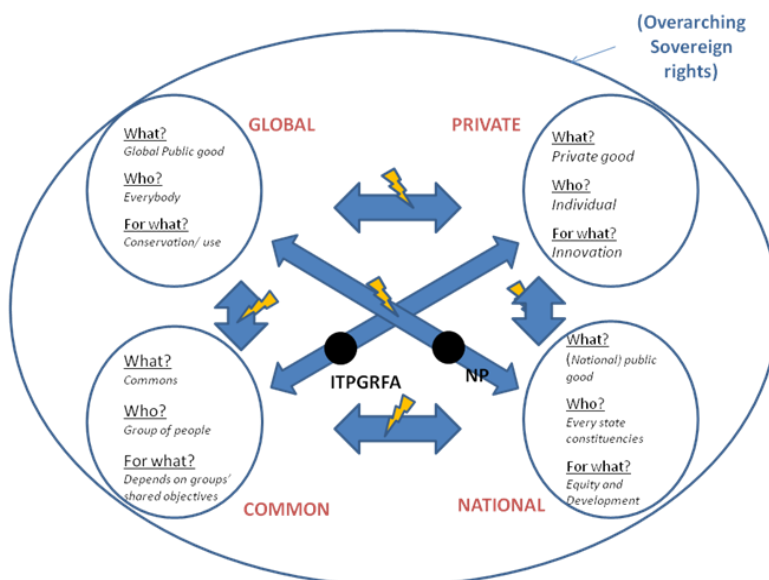 (Overarching
Sovereign
rights)
GLOBAL
What?
Global Public good
Who?
Everybody
For what?
Conservation/ use
PRIVATE
What?
Private good
Who?
Individual
For what?
Innovation
ITPGRFA
NP
What?
Commons
Who?
Group of people
For what?
Depends on groups'
shared objectives
COMMON
What?
(National) public
good
Who?
Every state
constituencies
For what?
Equity and
Development
NATIONAL